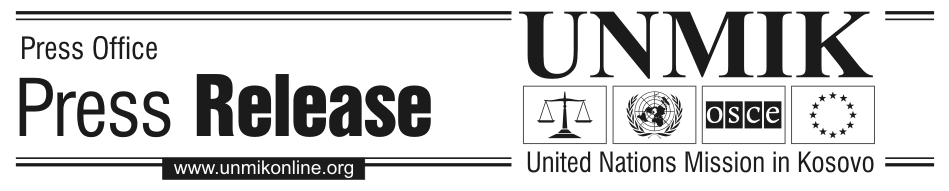 Press Office
Press Release
www.unmikonline.org
UNMIK
osce
United Nations Mission in Kosovo